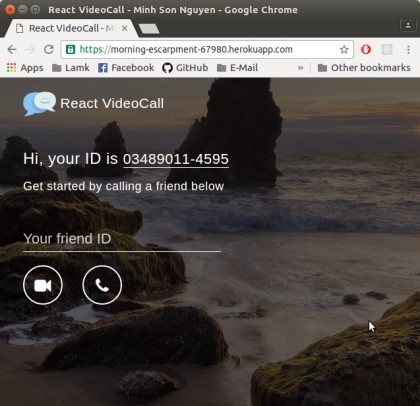 React VideoCall - Minh Son Nguyen - Google Chrome
React VideoCall - M
https://morning-escarpment-67980.herokuapp.com
Apps Lamk Facebook GitHub E-Mail » Other bookmarks
React VideoCall
Hi, your ID is 03489011-4595
Get started by calling a friend below
Your friend ID